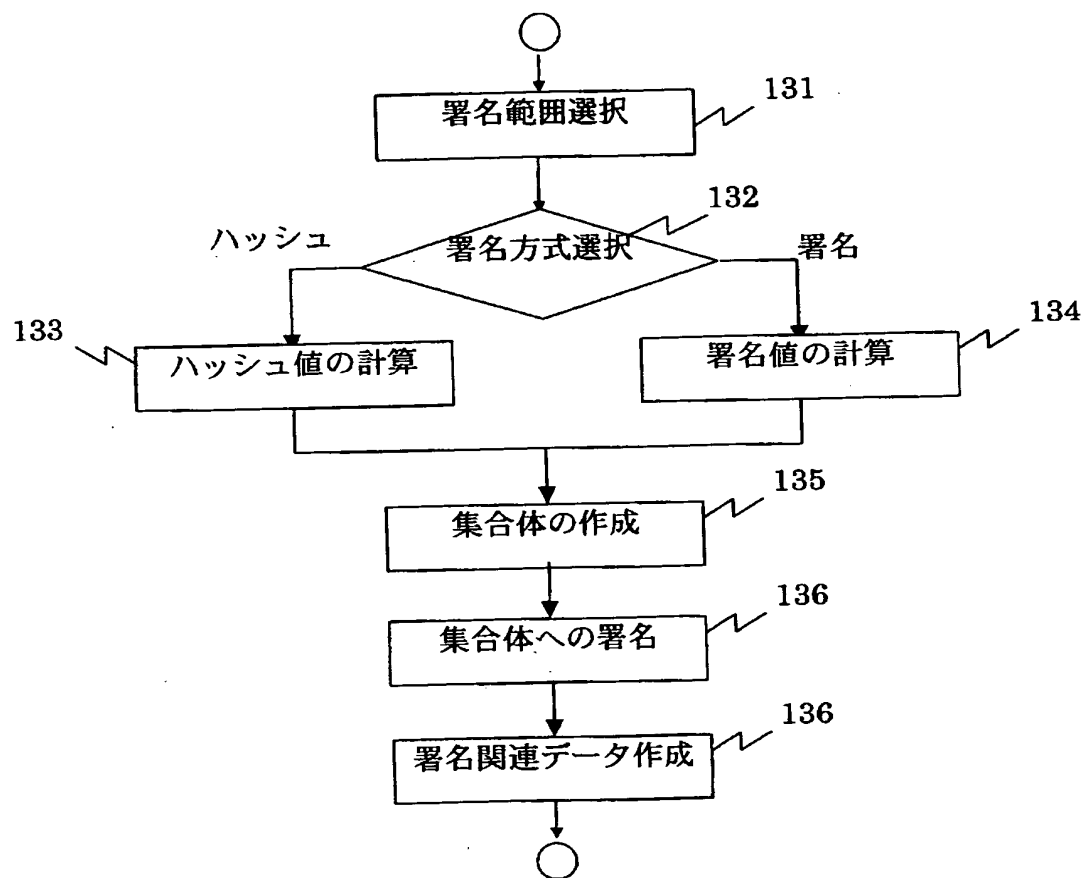 131
署名範囲選択
132
ハッシュ
署名方式選択
署名
133
134
ハッシュ値の計算
署名値の計算
135
集合体の作成
136
集合体への署名
136
署名関連データ作成